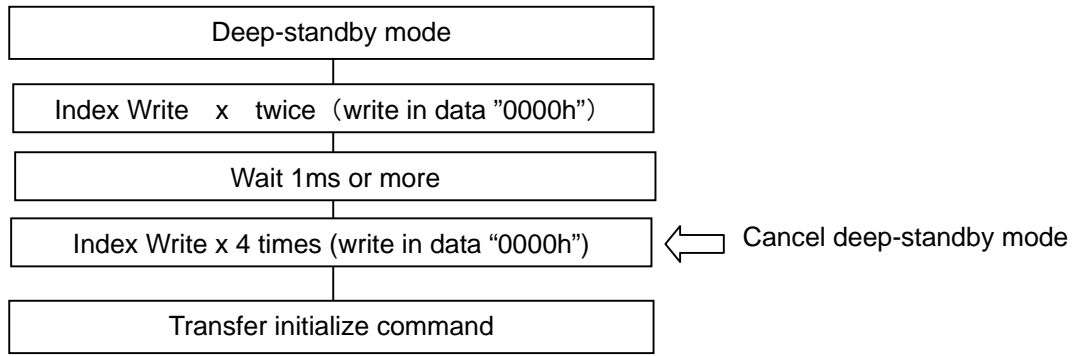 Deep-standby mode
Index Write x twice（write in data ”0000h”）
Wait 1ms or more
Index Write x 4 times (write in data “0000h”)
Cancel deep-standby mode
Transfer initialize command